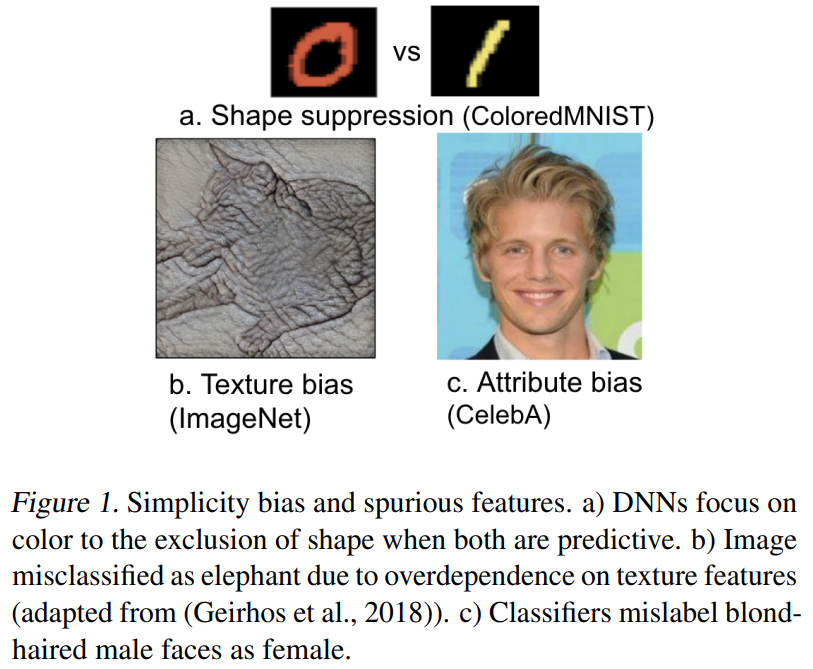 vs
a. Shape suppression (ColoredMNIST)
b. Texture bias
(ImageNet)
c. Attribute bias
(CelebA)
Figure 1. Simplicity bias and spurious features. a) DNNs focus on
color to the exclusion of shape when both are predictive. b) Image
misclassified as elephant due to overdependence on texture features
(adapted from (Geirhos et al., 2018)). c) Classifiers mislabel blond-
haired male faces as female.